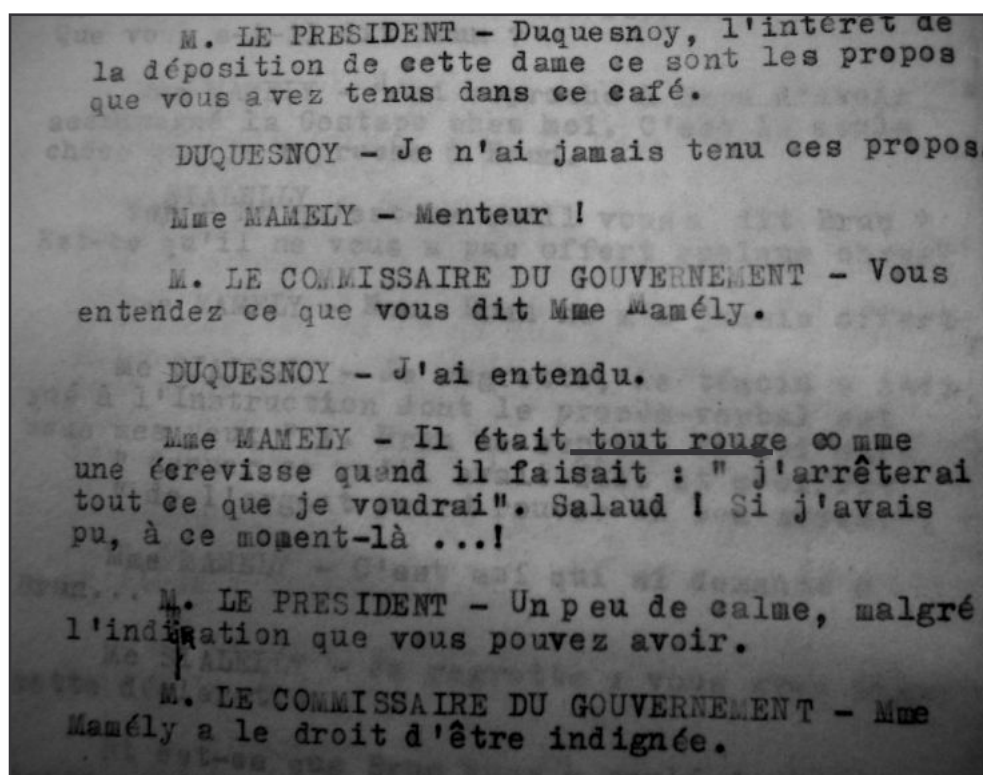 M. LE PRESIDENT - Duquesnoy, l'intéret de
la déposition de cette dame ce sont les propos
que vous avez tenus dans ce café.
DUQUESNOY - Je n'ai jamais tenu ces propos.
Mme MAMELY - Menteur !
M. LE COMMISSAIRE DU GOUVERNEMENT - Vous
entendez ce que vous dit Mme Mamély.
DUQUESNOY - J'ai entendu.
Mme MAMELY - Il était tout rouge comme
une écrevisse quand il faisait : " j'arrêterai
tout ce que je voudrai" Salaud ! Si j'avais
pu, à ce moment-là ...!
M. LE PRESIDENT - Un peu de calme, malgré
l'indignation que vous pouvez avoir.
M. LE COMMISSAIRE DU GOUVERNEMENT - Mme
Mamély a le droit d'être indignée.